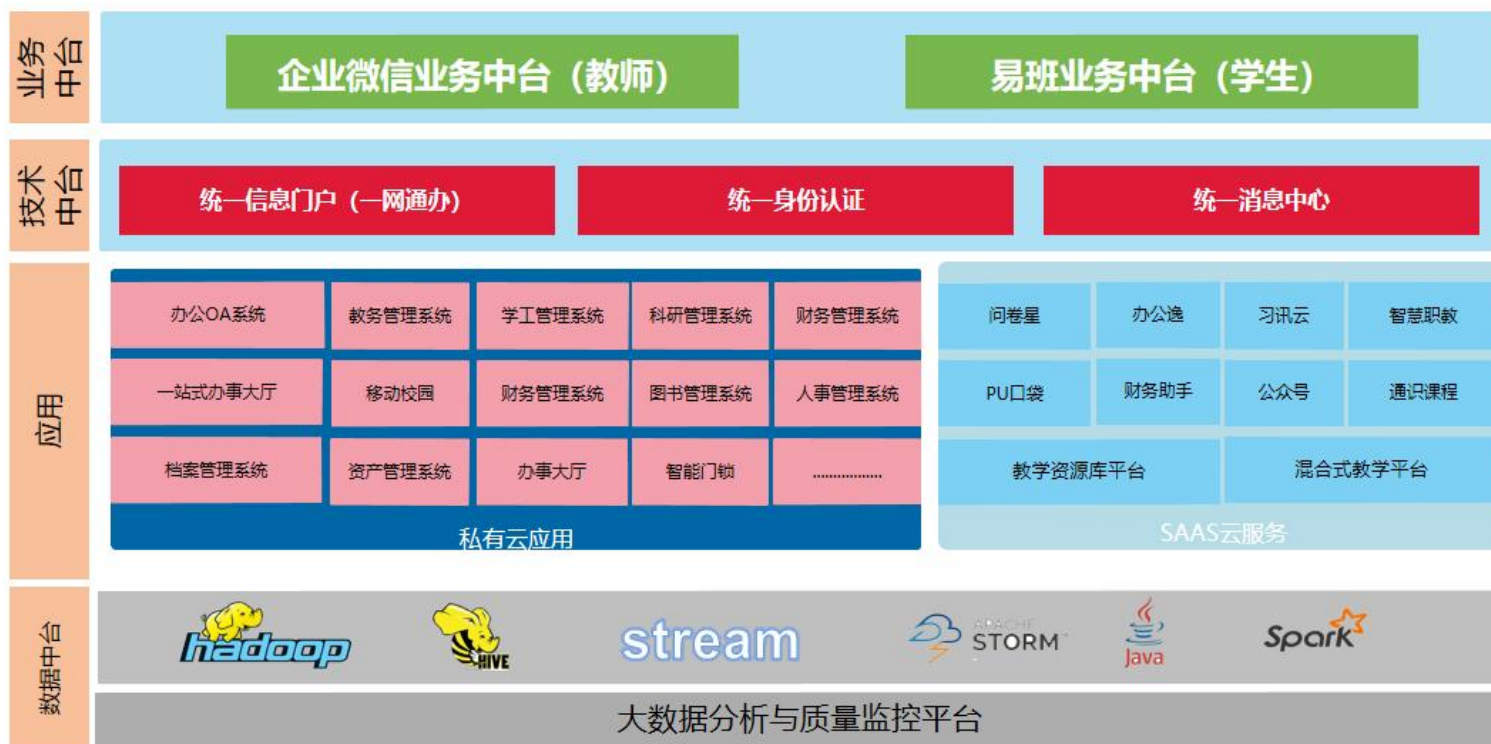 业务中台
企业微信业务中台（教师）
易班业务中台（学生）
技术中台
统一信息门户（一网通办）
统一身份认证
统一消息中心
应用
办公OA系统
教务管理系统
学工管理系统
科研管理系统
财务管理系统
一站式办事大厅
移动校园
财务管理系统
图书管理系统
人事管理系统
档案管理系统
资产管理系统
办事大厅
智能门锁
.................
私有云应用
问卷星
办公逸
习讯云
智慧职教
PU口袋
财务助手
公众号
通识课程
教学资源库平台
混合式教学平台
SAAS云服务
数据中台
hadoop
HIVE
stream
APACHE
STORM
Java
Spark
大数据分析与质量监控平台